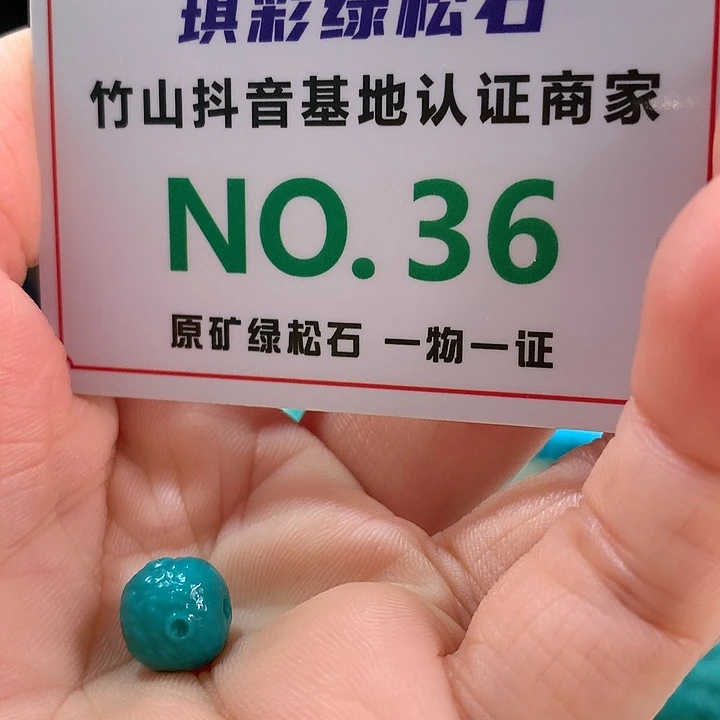 琪彩绿松石
竹山抖音基地认证商家
NO.36
原矿绿松石 一物一证